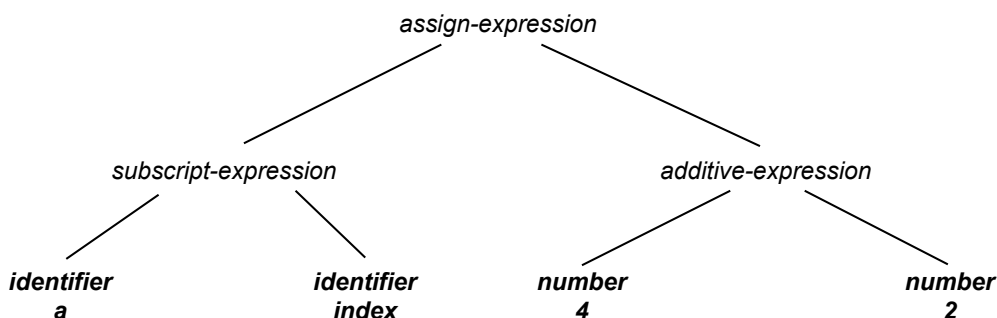 assign-expression
subscript-expression
additive-expression
identifier
a
identifier
index
number
4
number
2